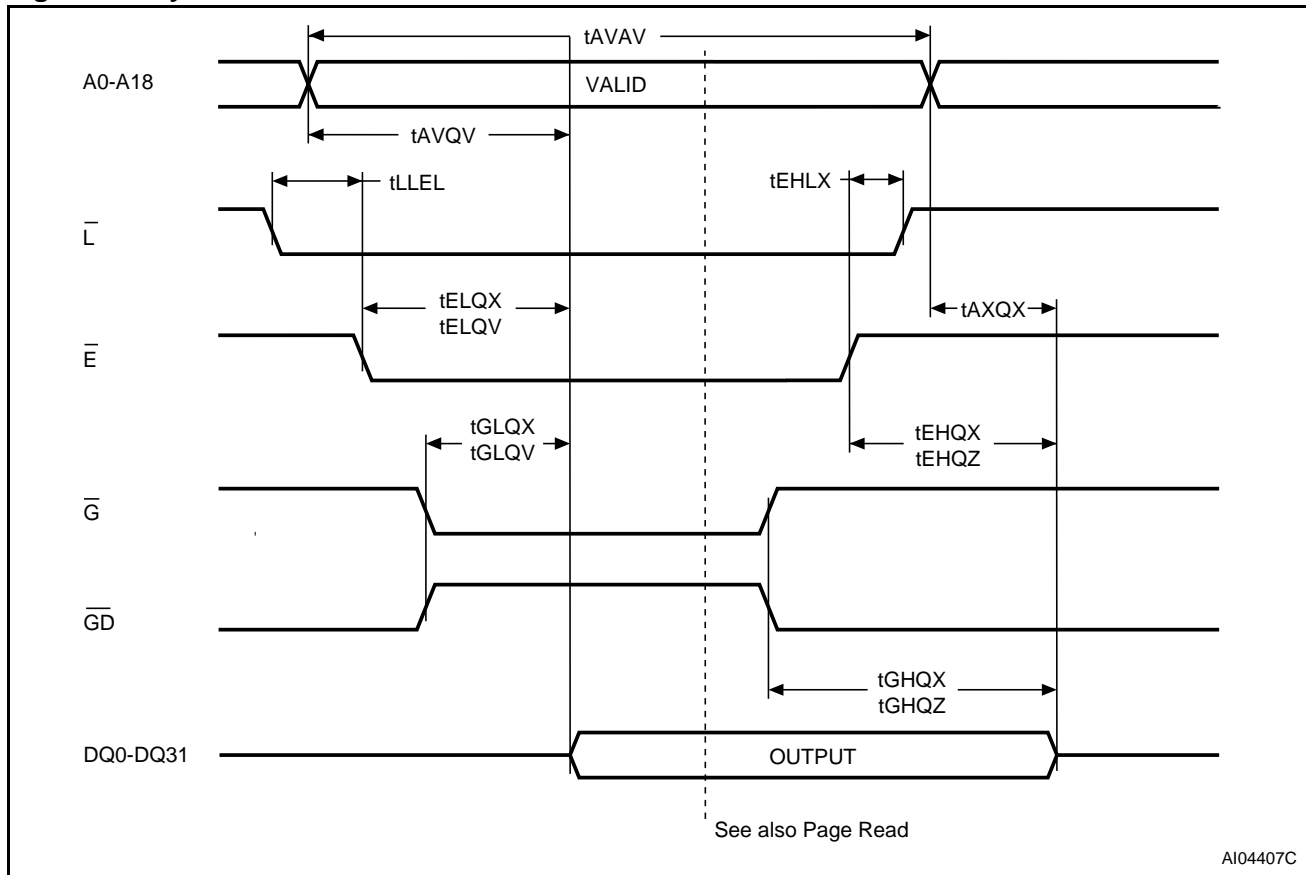 tAVAV
A0-A18
VALID
tAVQV
tLLEL
tEHLX
L̅
tELQX
tELQV
tAXQX
E̅
tGLQX
tGLQV
tEHQX
tEHQZ
G̅
G̅D̅
tGHQX
tGHQZ
DQ0-DQ31
OUTPUT
See also Page Read
AI04407C